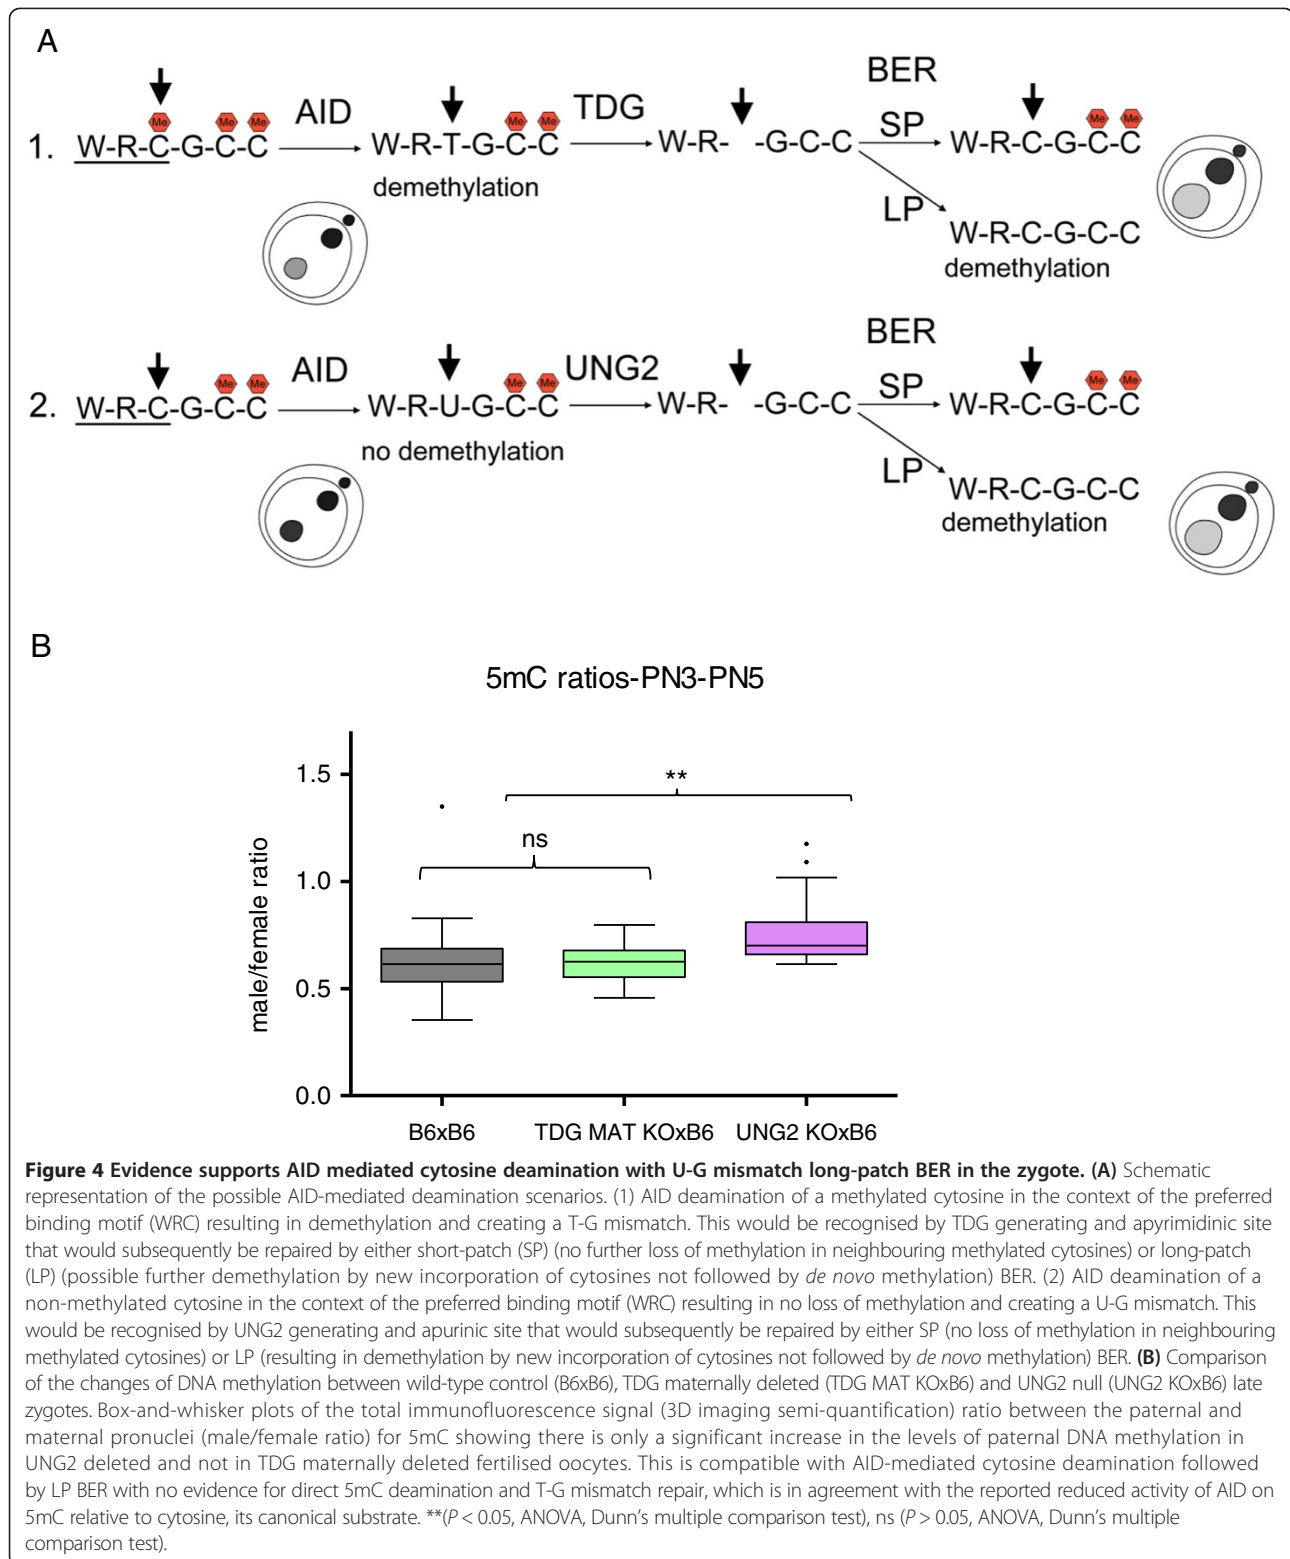 A
BER
Me Me Me AID Me Me TDG SP Me Me
1. W-R-C-G-C-C W-R-T-G-C-C W-R- -G-C-C W-R-C-G-C-C
demethylation
LP
W-R-C-G-C-C
demethylation
BER
Me Me AID Me Me UNG2 SP Me Me
2. W-R-C-G-C-C W-R-U-G-C-C W-R- -G-C-C W-R-C-G-C-C
no demethylation
LP
W-R-C-G-C-C
demethylation
B
5mC ratios-PN3-PN5
male/female ratio
1.5
1.0
0.5
0.0
**
ns
B6xB6 TDG MAT KOxB6 UNG2 KOxB6
Figure 4 Evidence supports AID mediated cytosine deamination with U-G mismatch long-patch BER in the zygote. (A) Schematic
representation of the possible AID-mediated deamination scenarios. (1) AID deamination of a methylated cytosine in the context of the preferred
binding motif (WRC) resulting in demethylation and creating a T-G mismatch. This would be recognised by TDG generating and apyrimidinic site
that would subsequently be repaired by either short-patch (SP) (no further loss of methylation in neighbouring methylated cytosines) or long-patch
(LP) (possible further demethylation by new incorporation of cytosines not followed by de novo methylation) BER. (2) AID deamination of a
non-methylated cytosine in the context of the preferred binding motif (WRC) resulting in no loss of methylation and creating a U-G mismatch. This
would be recognised by UNG2 generating and apurinic site that would subsequently be repaired by either SP (no loss of methylation in neighbouring
methylated cytosines) or LP (resulting in demethylation by new incorporation of cytosines not followed by de novo methylation) BER. (B) Comparison
of the changes of DNA methylation between wild-type control (B6xB6), TDG maternally deleted (TDG MAT KOxB6) and UNG2 null (UNG2 KOxB6) late
zygotes. Box-and-whisker plots of the total immunofluorescence signal (3D imaging semi-quantification) ratio between the paternal and
maternal pronuclei (male/female ratio) for 5mC showing there is only a significant increase in the levels of paternal DNA methylation in
UNG2 deleted and not in TDG maternally deleted fertilised oocytes. This is compatible with AID-mediated cytosine deamination followed
by LP BER with no evidence for direct 5mC deamination and T-G mismatch repair, which is in agreement with the reported reduced activity of AID on
5mC relative to cytosine, its canonical substrate. **(P < 0.05, ANOVA, Dunn's multiple comparison test), ns (P > 0.05, ANOVA, Dunn's multiple
comparison test).